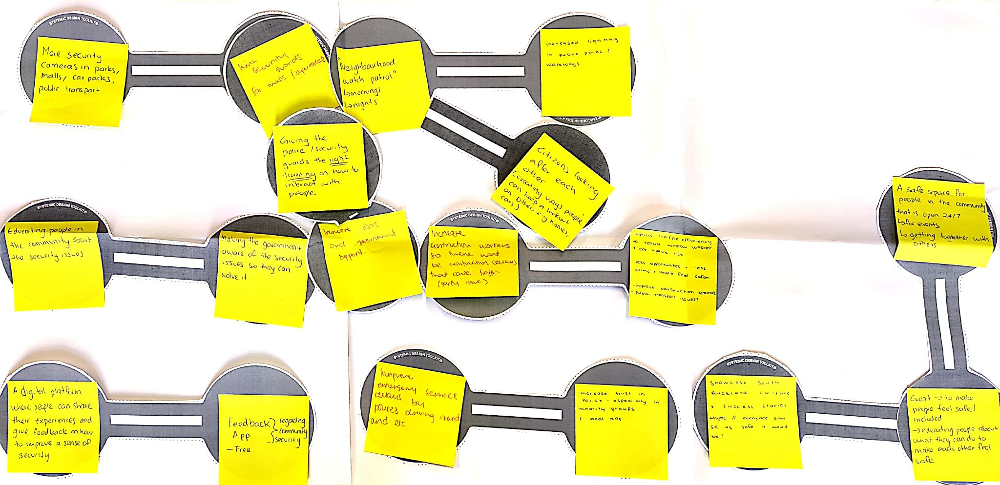 SYSTEMIC DESIGN TOOLKIT®
More security
cameras in parks,
Malls/ car parks,
public transport
hire
security
guards
for malls /supermarkets
"Neighbourhood
watch patrol"
↳mornings
↳nights
increased lighting
in public parks /
walkways
SYSTEMIC DESIGN TOOLKIT®
Giving the
police /security
guards the right
training on how to
interact with
people
Citizens looking
after each
other
(creating ways people
can keep a lookout
on others e.g homes,
cars)
SYSTEMIC DESIGN TOOLKIT®
Educating people in
the community about
the security issues
Making the government
aware of the security
issues so they can
solve it
Increase
and government
support.
SYSTEMIC DESIGN TOOLKIT®
Increase
contruction workers
so there wont
be contruction delays
that cause traffic.
(safty issue)
improve traffic efficiency
to reduce window-washer
+ car hijack risk
less opportunites = less
crime + people feel safer.
-improve construction speeds
- public transport issues?
A safe space for
people in the community
that is open 24/7
↳for events
↳ getting together with
others
A digital platform
where people can share
their experiences and
give feedback on how
to improve a sense of
security
Feedback } regarding
App community
security
— Free
SYSTEMIC DESIGN TOOLKIT®
Improve
emergency services
delays by
polices driving around
and etc.
increase trust in
Police - especially in
minority groups
? - racial bias
SYSTEMIC DESIGN TOOLKIT®
Showcase South
Auckland culture
+ success stories
Maybe if everyone saw
SA as safe it would
be?
Event → to make
people feel safe/
included
→ educating people about
what they can do to
make each other feel
safe